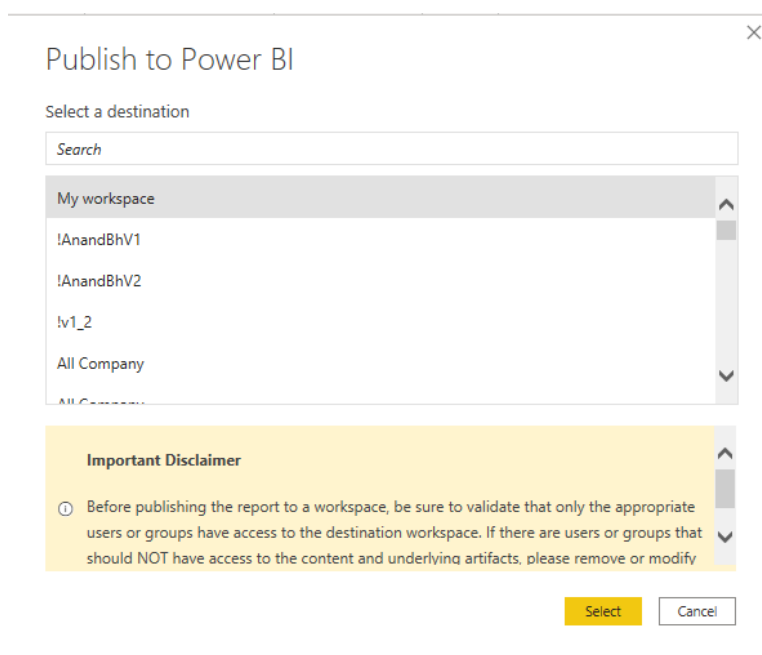 Publish to Power BI
Select a destination
Search
My workspace
!AnandBhV1
!AnandBhV2
!v1_2
All Company
All Company
Important Disclaimer
Before publishing the report to a workspace, be sure to validate that only the appropriate
users or groups have access to the destination workspace. If there are users or groups that
should NOT have access to the content and underlying artifacts, please remove or modify
Select
Cancel